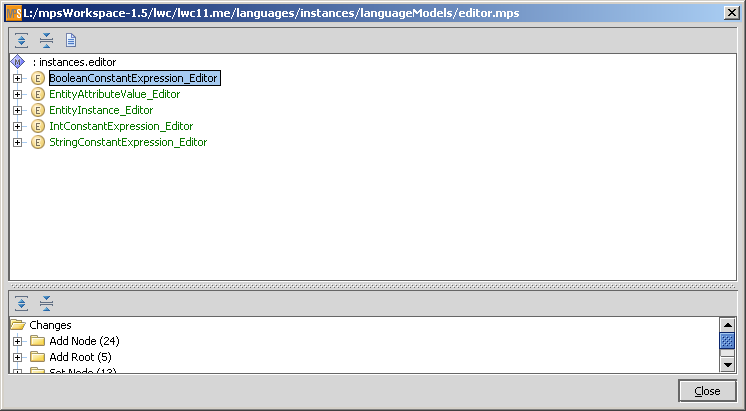 MS L:/mpsWorkspace-1.5/lwc/lwc11.me/languages/instances/languageModels/editor.mps
M : instances.editor
E BooleanConstantExpression_Editor
E EntityAttributeValue_Editor
E EntityInstance_Editor
E IntConstantExpression_Editor
E StringConstantExpression_Editor
Changes
Add Node (24)
Add Root (5)
Set Node (13)
Close